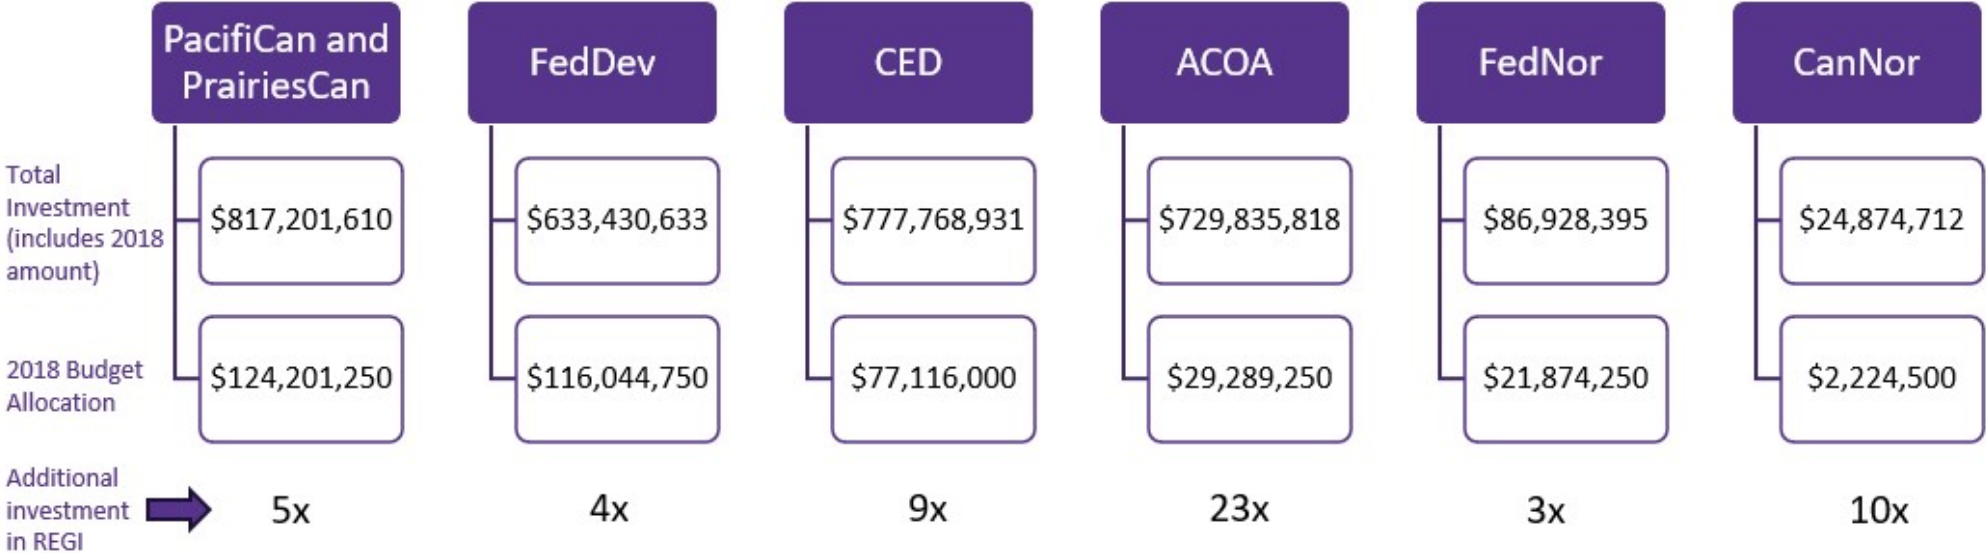 PacifiCan and
PrairiesCan
FedDev
CED
ACOA
FedNor
CanNor
Total
Investment
(includes 2018
amount)
$817,201,610
$633,430,633
$777,768,931
$729,835,818
$86,928,395
$24,874,712
2018 Budget
Allocation
$124,201,250
$116,044,750
$77,116,000
$29,289,250
$21,874,250
$2,224,500
Additional
investment
in REGI
5x
4x
9x
23x
3x
10x